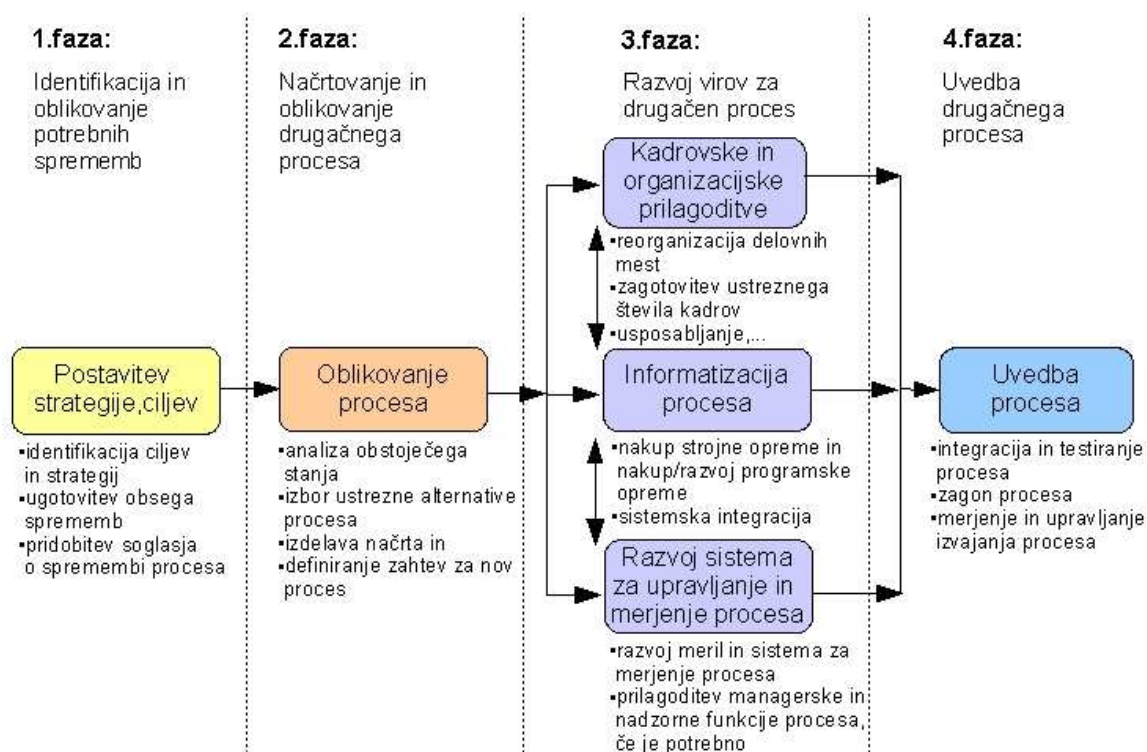 1.faza:
Identifikacija in
oblikovanje
potrebnih
sprememb
Postavitev
strategije,ciljev
▪identifikacija ciljev
in strategij
▪ugotovitev obsega
sprememb
▪pridobitev soglasja
o spremembi procesa
2.faza:
Načrtovanje in
oblikovanje
drugačnega
procesa
Oblikovanje
procesa
▪analiza obstoječega
stanja
▪izbor ustrezne alternative
procesa
▪izdelava načrta in
▪definiranje zahtev za nov
proces
3.faza:
Razvoj virov za
drugačen proces
Kadrovske in
organizacijske
prilagoditve
▪reorganizacija delovnih
mest
▪zagotovitev ustreznega
števila kadrov
▪usposabljanje,...
Informatizacija
procesa
▪nakup strojne opreme in
nakup/razvoj programske
opreme
▪sistemska integracija
Razvoj sistema
za upravljanje in
merjenje procesa
▪razvoj meril in sistema za
merjenje procesa
▪prilagoditev managerske in
nadzorne funkcije procesa,
če je potrebno
4.faza:
Uvedba
drugačnega
procesa
Uvedba
procesa
▪integracija in testiranje
procesa
▪zagon procesa
▪merjenje in upravljanje
izvajanja procesa